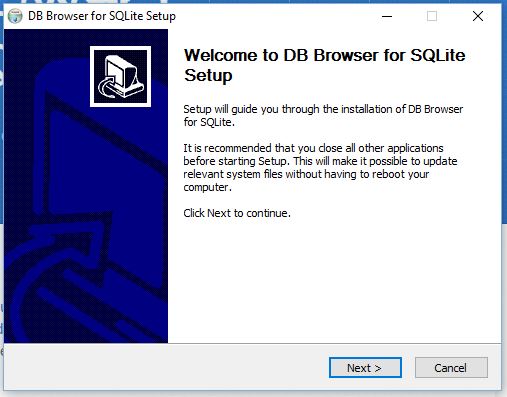 DB Browser for SQLite Setup
Welcome to DB Browser for SQLite
Setup
Setup will guide you through the installation of DB Browser
for SQLite.
It is recommended that you close all other applications
before starting Setup. This will make it possible to update
relevant system files without having to reboot your
computer.
Click Next to continue.
Next >
Cancel